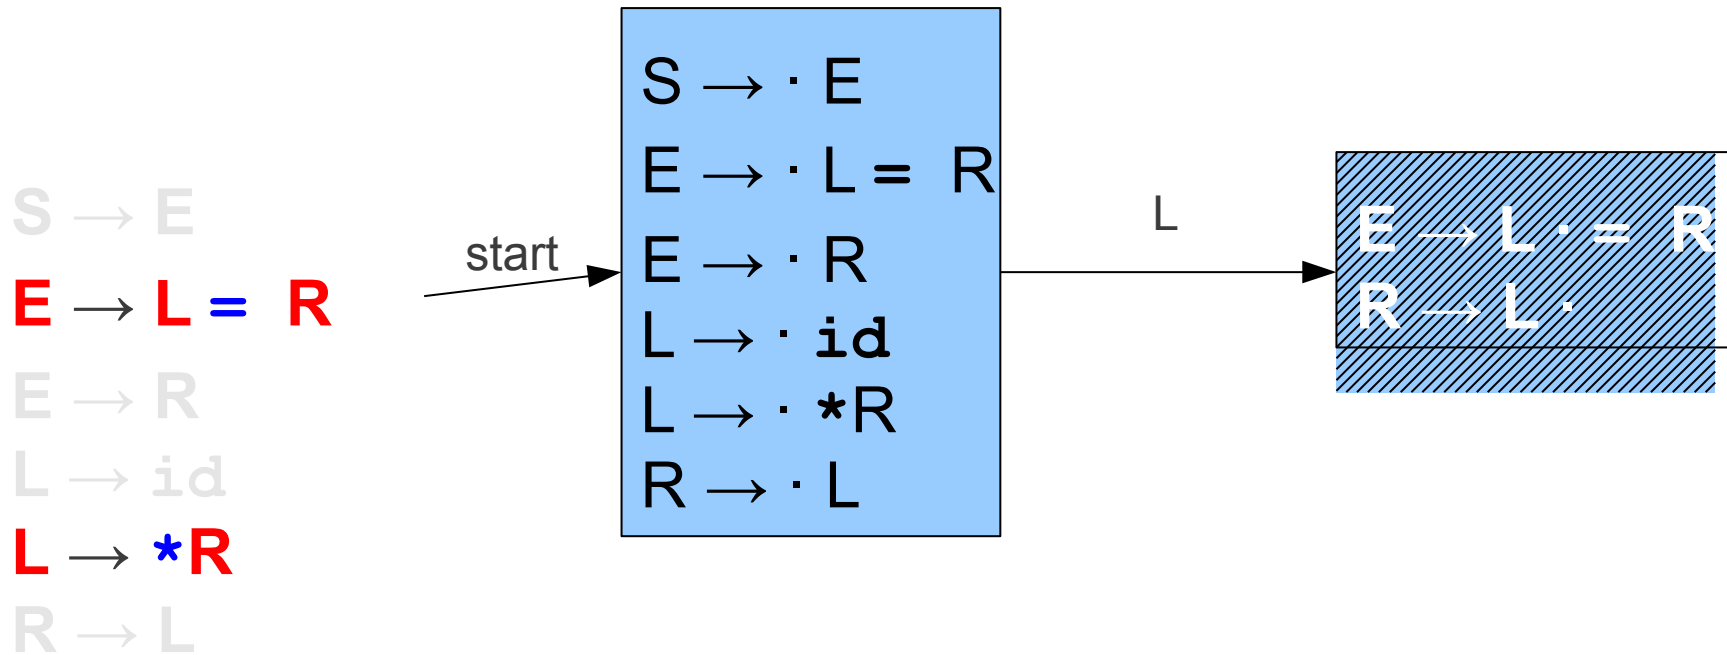 S → E
E → L = R
E → R
L → id
L → *R
R → L
start
S → · E
E → · L = R
E → · R
L → · id
L → · *R
R → · L
L
E → L · = R
R → L ·